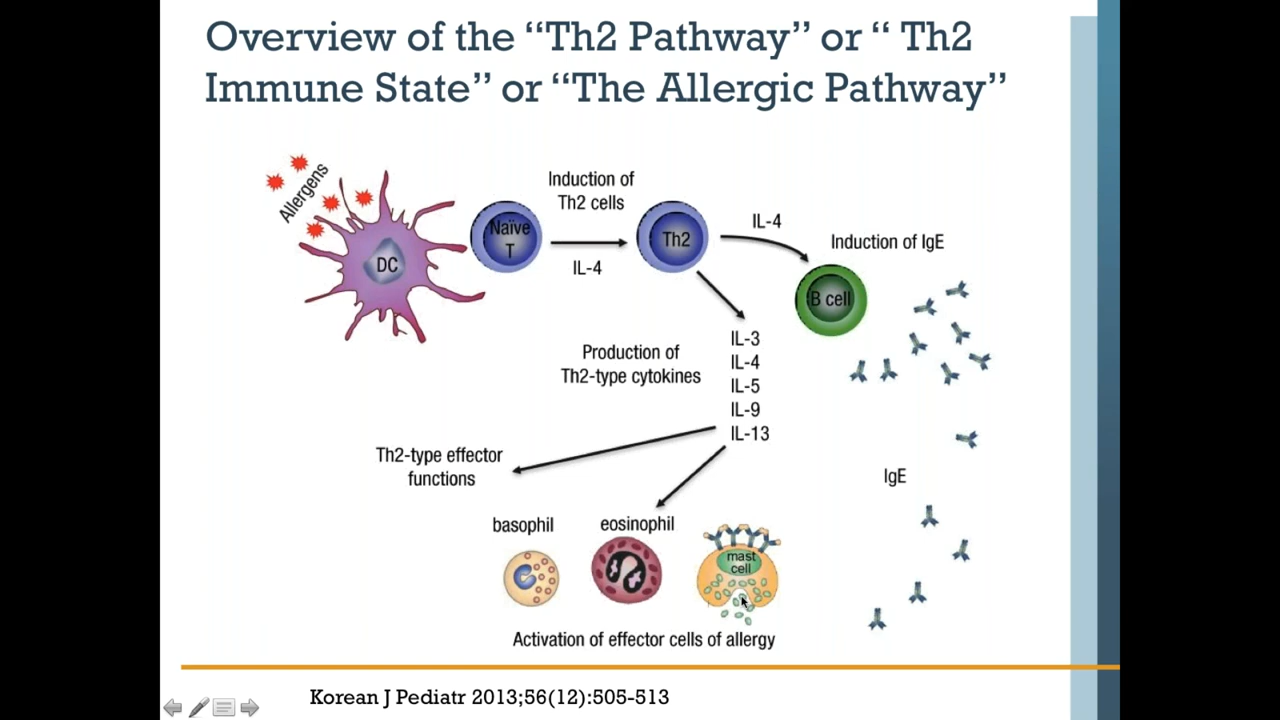 Overview of the “Th2 Pathway” or “ Th2
Immune State” or “The Allergic Pathway”
Allergens
DC
Naïve
T
Induction of
Th2 cells
IL-4
Th2
IL-4
Induction of IgE
B cell
Production of
Th2-type cytokines
IL-3
IL-4
IL-5
IL-9
IL-13
Th2-type effector
functions
IgE
basophil
eosinophil
mast
cell
Activation of effector cells of allergy
Korean J Pediatr 2013;56(12):505-513